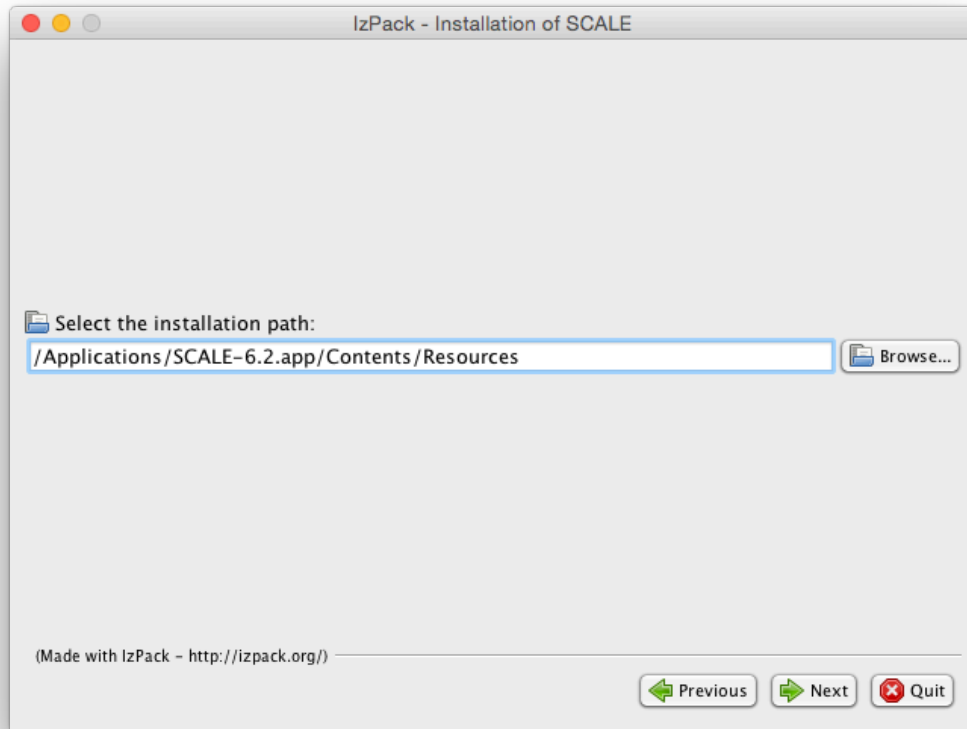 IzPack - Installation of SCALE
Select the installation path:
/Applications/SCALE-6.2.app/Contents/Resources
Browse...
(Made with IzPack - http://izpack.org/)
Previous
Next
Quit